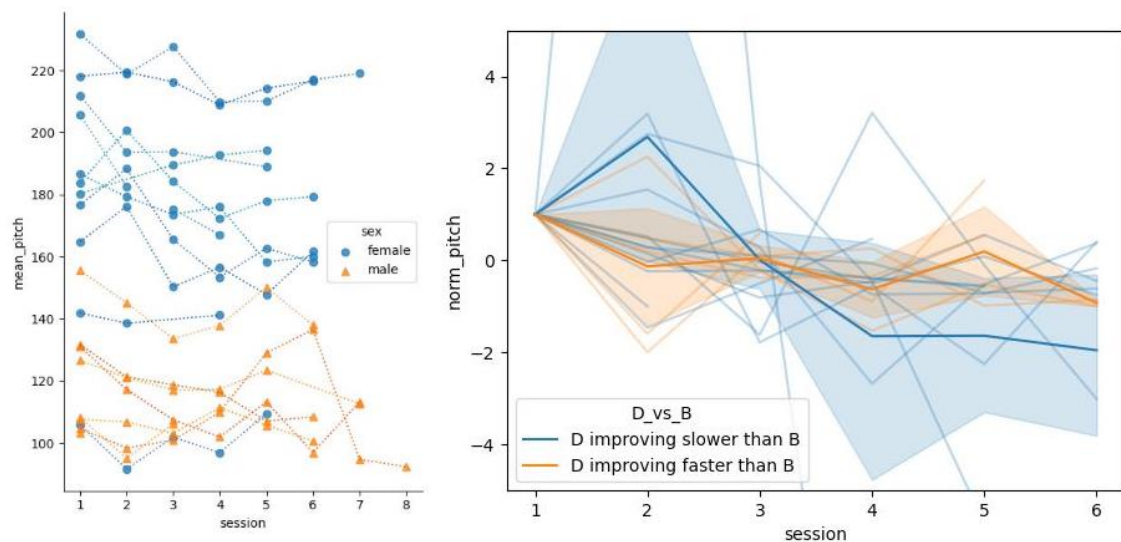 220
200
180
160
140
120
100
mean_pitch
1 2 3 4 5 6 7 8
session
sex
female
male
4
2
0
-2
-4
norm_pitch
1 2 3 4 5 6
session
D_vs_B
D improving slower than B
D improving faster than B